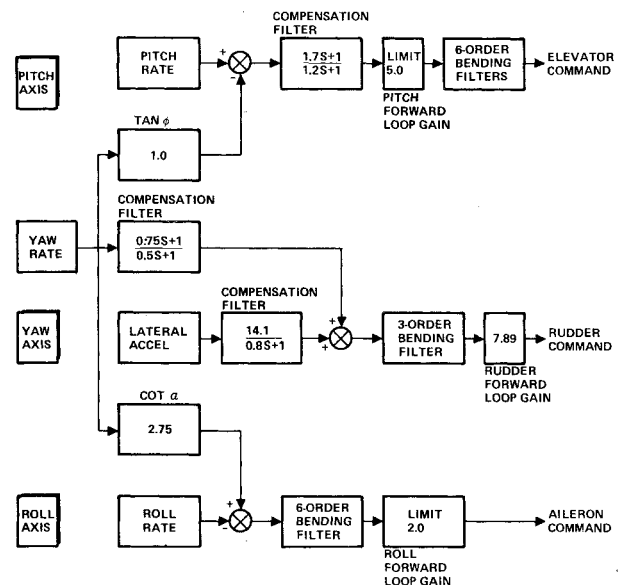 COMPENSATION
FILTER
PITCH
AXIS
PITCH
RATE
+
-
1.7S+1
1.2S+1
LIMIT
5.0
6-ORDER
BENDING
FILTERS
ELEVATOR
COMMAND
PITCH
FORWARD
LOOP GAIN
TAN ϕ
1.0
COMPENSATION
FILTER
YAW
RATE
0.75S+1
0.5S+1
COMPENSATION
FILTER
YAW
AXIS
LATERAL
ACCEL
14.1
0.8S+1
+
+
3-ORDER
BENDING
FILTER
7.89
RUDDER
COMMAND
RUDDER
FORWARD
LOOP GAIN
COT α
2.75
ROLL
AXIS
ROLL
RATE
+
-
6-ORDER
BENDING
FILTER
LIMIT
2.0
AILERON
COMMAND
ROLL
FORWARD
LOOP GAIN